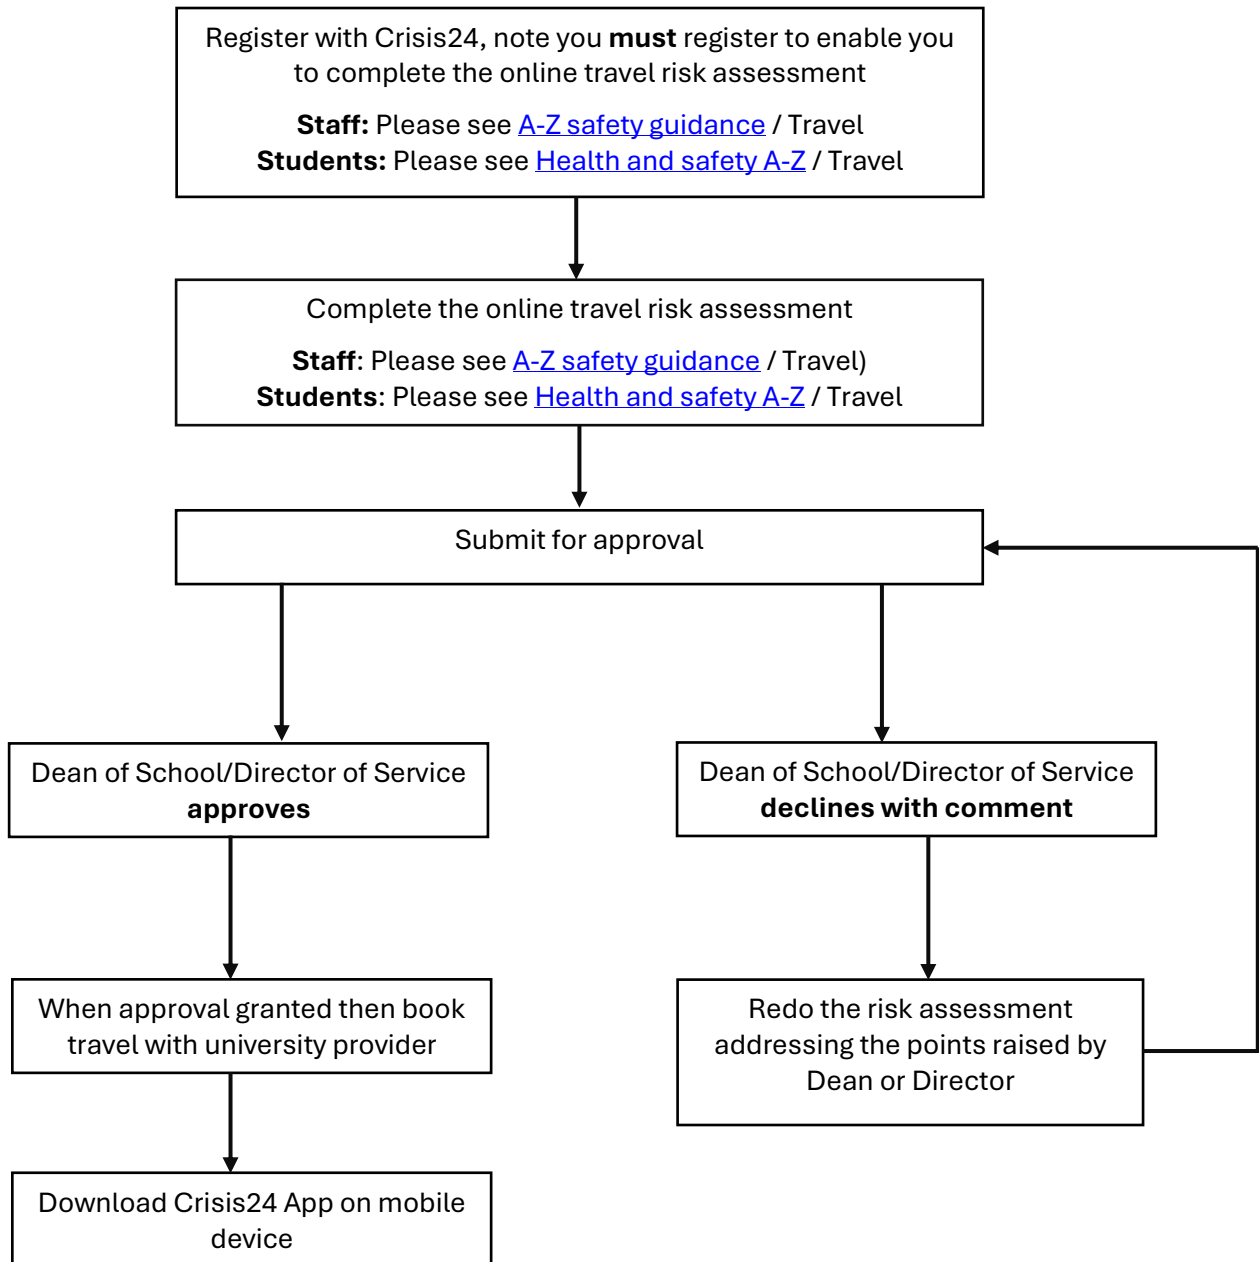 Register with Crisis24, note you must register to enable you
to complete the online travel risk assessment
Staff: Please see A-Z safety guidance / Travel
Students: Please see Health and safety A-Z / Travel
Complete the online travel risk assessment
Staff: Please see A-Z safety guidance / Travel)
Students: Please see Health and safety A-Z / Travel
Submit for approval
Dean of School/Director of Service
approves
Dean of School/Director of Service
declines with comment
When approval granted then book
travel with university provider
Redo the risk assessment
addressing the points raised by
Dean or Director
Download Crisis24 App on mobile
device